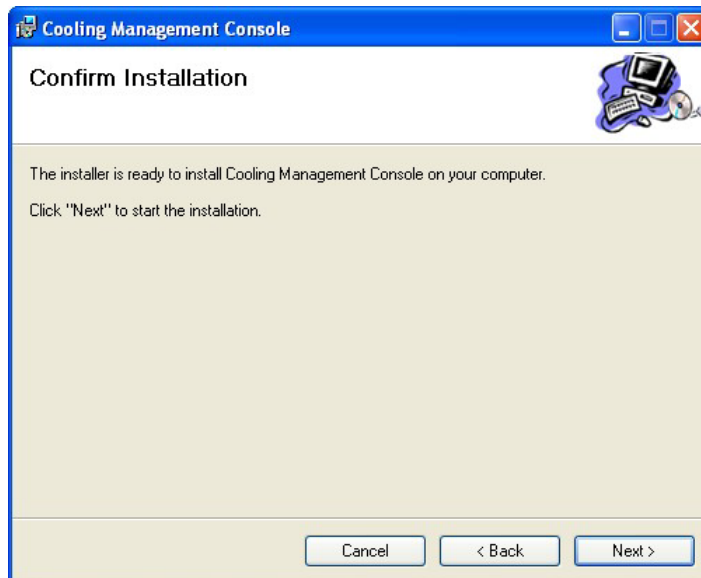 Cooling Management Console
Confirm Installation
The installer is ready to install Cooling Management Console on your computer.
Click "Next" to start the installation.
Cancel
< Back
Next >